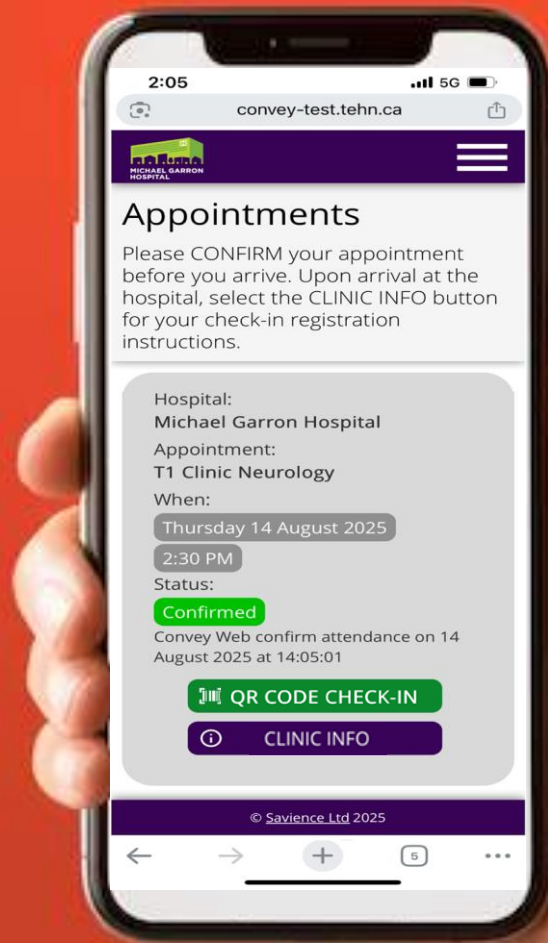 2:05
5G
convey-test.tehn.ca
MICHAEL GARRON
HOSPITAL
Appointments
Please CONFIRM your appointment
before you arrive. Upon arrival at the
hospital, select the CLINIC INFO button
for your check-in registration
instructions.
Hospital:
Michael Garron Hospital
Appointment:
T1 Clinic Neurology
When:
Thursday 14 August 2025
2:30 PM
Status:
Confirmed
Convey Web confirm attendance on 14
August 2025 at 14:05:01
QR CODE CHECK-IN
CLINIC INFO
© Savience Ltd 2025
5